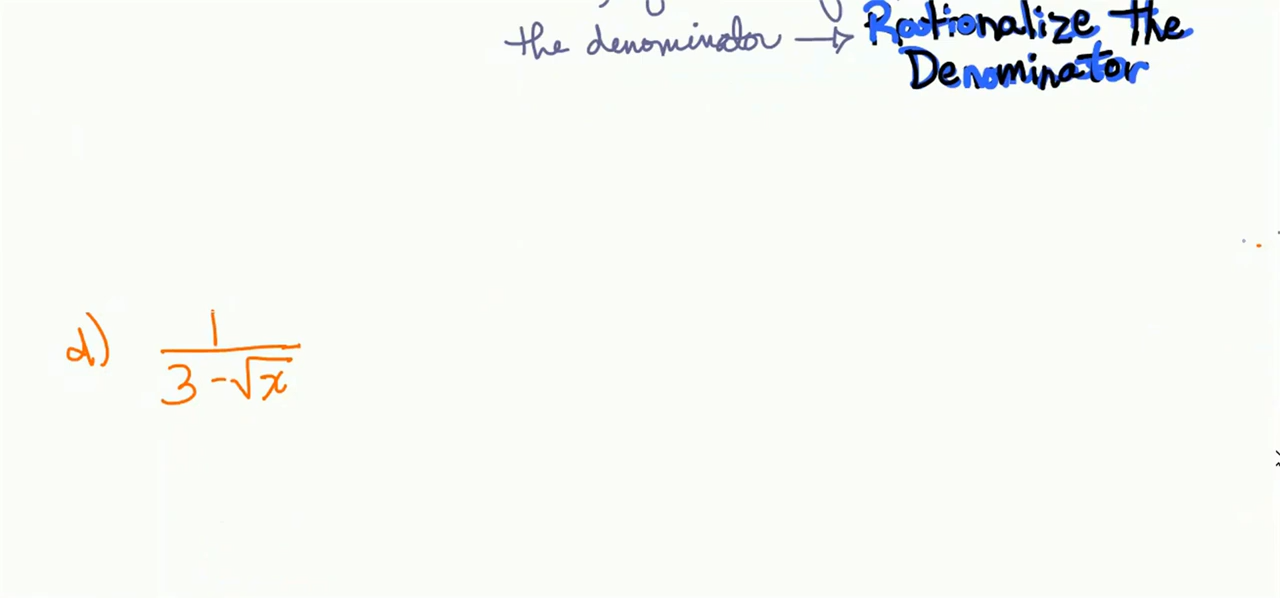 the denominator → Rationalize the
Denominator
d) 1/(3-√x)